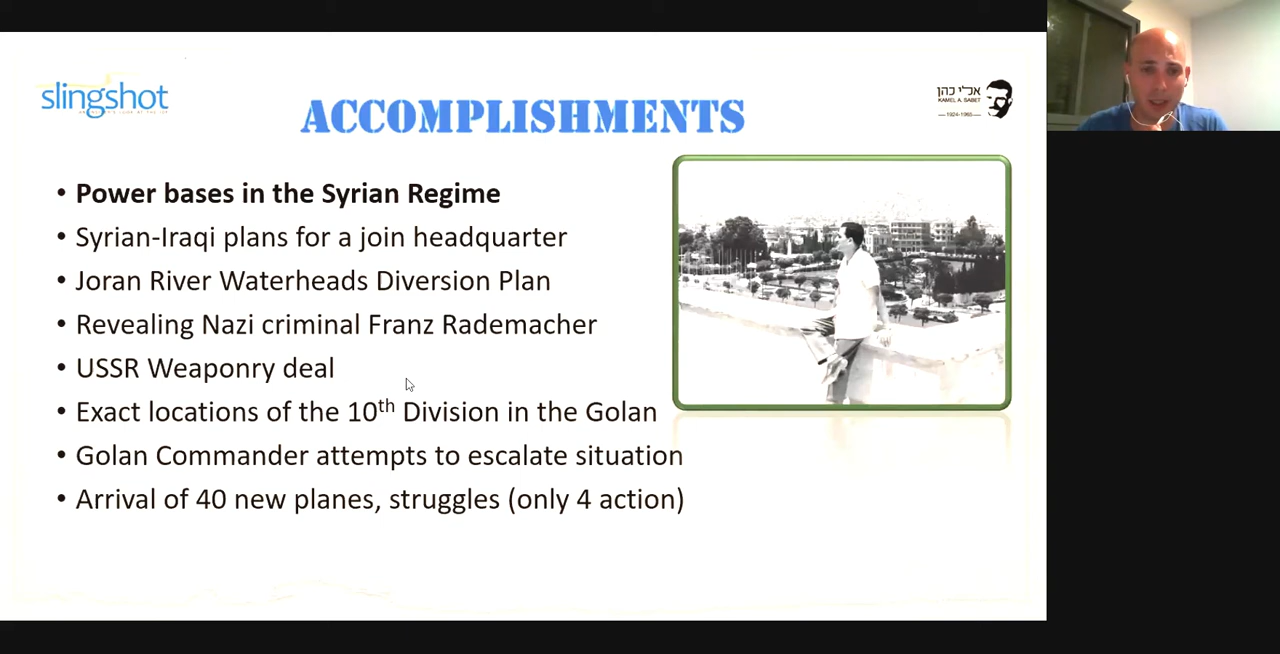 slingshot
ACCOMPLISHMENTS
אלי כהן
KAMEL A. SABET
1924-1965
• Power bases in the Syrian Regime
• Syrian-Iraqi plans for a join headquarter
• Joran River Waterheads Diversion Plan
• Revealing Nazi criminal Franz Rademacher
• USSR Weaponry deal
• Exact locations of the 10th Division in the Golan
• Golan Commander attempts to escalate situation
• Arrival of 40 new planes, struggles (only 4 action)